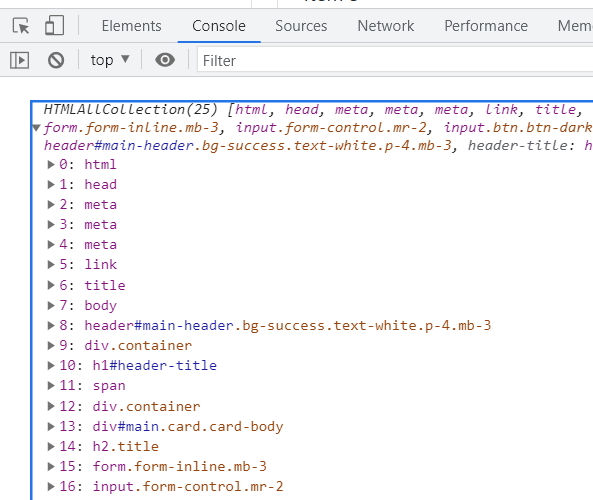 Elements Console Sources Network Performance Mem
top ▼ Filter
HTMLAllCollection(25) [html, head, meta, meta, meta, link, title,
▼form.form-inline.mb-3, input.form-control.mr-2, input.btn.btn-dark
header#main-header.bg-success.text-white.p-4.mb-3, header-title: h
▶0: html
▶1: head
▶2: meta
▶3: meta
▶4: meta
▶5: link
▶6: title
▶7: body
▶8: header#main-header.bg-success.text-white.p-4.mb-3
▶9: div.container
▶10: h1#header-title
▶11: span
▶12: div.container
▶13: div#main.card.card-body
▶14: h2.title
▶15: form.form-inline.mb-3
▶16: input.form-control.mr-2